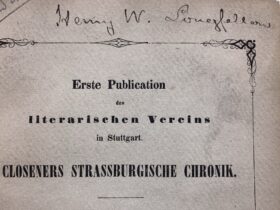 Henry W. Longfellow
Erste Publication
des
literarischen Vereins
in Stuttgart.
CLOSENERS STRASSBURGISCHE CHRONIK.